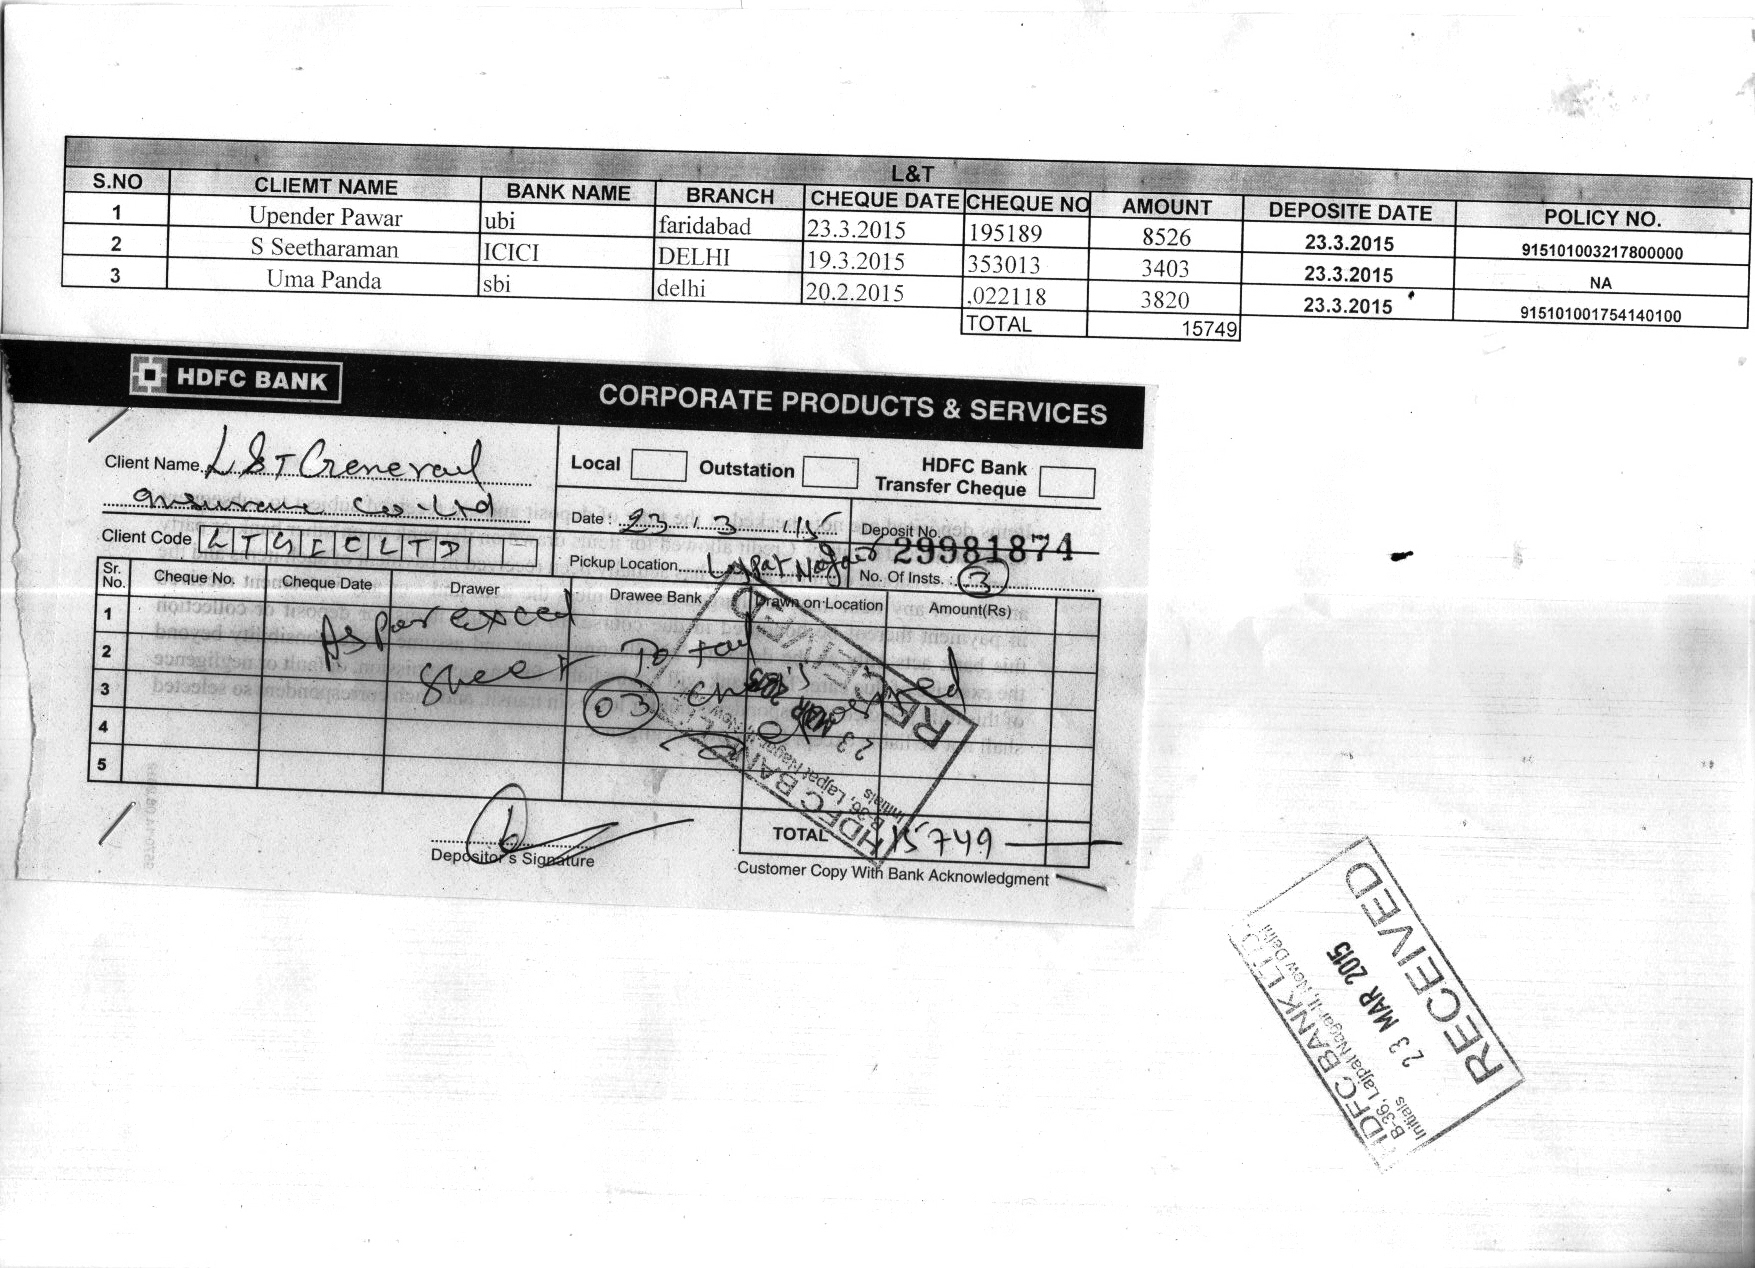 L&T
S.NO CLIEMT NAME BANK NAME BRANCH CHEQUE DATE CHEQUE NO AMOUNT DEPOSITE DATE POLICY NO.
1 Upender Pawar ubi faridabad 23.3.2015 195189 8526 23.3.2015 915101003217800000
2 S Seetharaman ICICI DELHI 19.3.2015 353013 3403 23.3.2015 NA
3 Uma Panda sbi delhi 20.2.2015 .022118 3820 23.3.2015 915101001754140100
TOTAL 15749
HDFC BANK CORPORATE PRODUCTS & SERVICES
Client Name L&T General
Insurance Co. Ltd
Local Outstation HDFC Bank Transfer Cheque
Date: 23 3 15 Deposit No. 29981874
Client Code LTGICLTD
Pickup Location Lajpat Nagar No. Of Insts.: 3
Sr. No. Cheque No. Cheque Date Drawer Drawee Bank Drawn on Location Amount(Rs)
1
2
3
4
5
As per exced
sheet Total
03
TOTAL 15,749
Depositor's Signature
Customer Copy With Bank Acknowledgment
HDFC BANK
B-36, Lajpat Nagar
Initials
23 MAR
RECEIVED
HDFC BANK LTD.
B-36, Lajpat Nagar-II, New Delhi
Initials
23 MAR 2015
RECEIVED